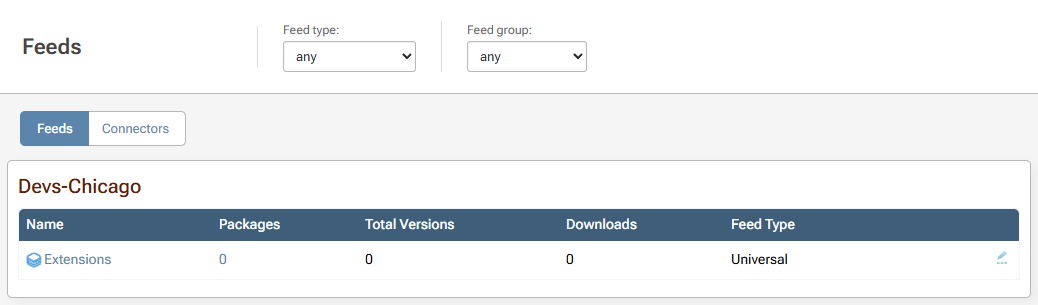 Feeds
Feed type:
any
Feed group:
any
Feeds Connectors
Devs-Chicago
Name Packages Total Versions Downloads Feed Type
Extensions 0 0 0 Universal